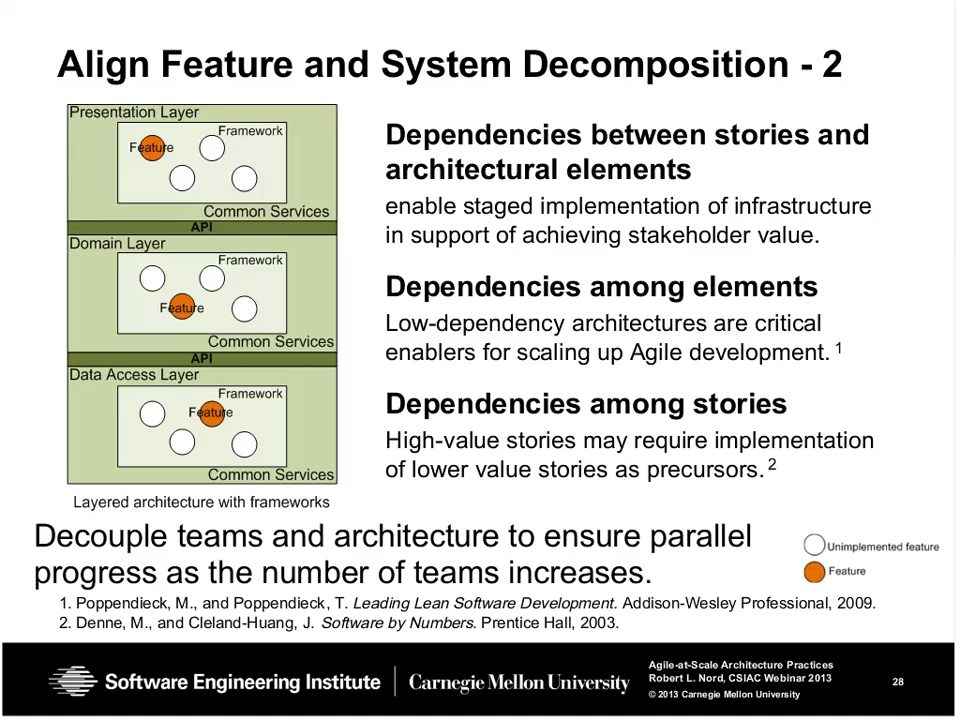 Align Feature and System Decomposition - 2
Presentation Layer
Framework
Feature
Common Services
API
Domain Layer
Framework
Feature
Common Services
API
Data Access Layer
Framework
Feature
Common Services
Layered architecture with frameworks
Dependencies between stories and
architectural elements
enable staged implementation of infrastructure
in support of achieving stakeholder value.
Dependencies among elements
Low-dependency architectures are critical
enablers for scaling up Agile development. 1
Dependencies among stories
High-value stories may require implementation
of lower value stories as precursors. 2
Decouple teams and architecture to ensure parallel
progress as the number of teams increases.
Unimplemented feature
Feature
1. Poppendieck, M., and Poppendieck, T. Leading Lean Software Development. Addison-Wesley Professional, 2009.
2. Denne, M., and Cleland-Huang, J. Software by Numbers. Prentice Hall, 2003.
Software Engineering Institute
Carnegie Mellon University
Agile-at-Scale Architecture Practices
Robert L. Nord, CSIAC Webinar 2013
© 2013 Carnegie Mellon University
28